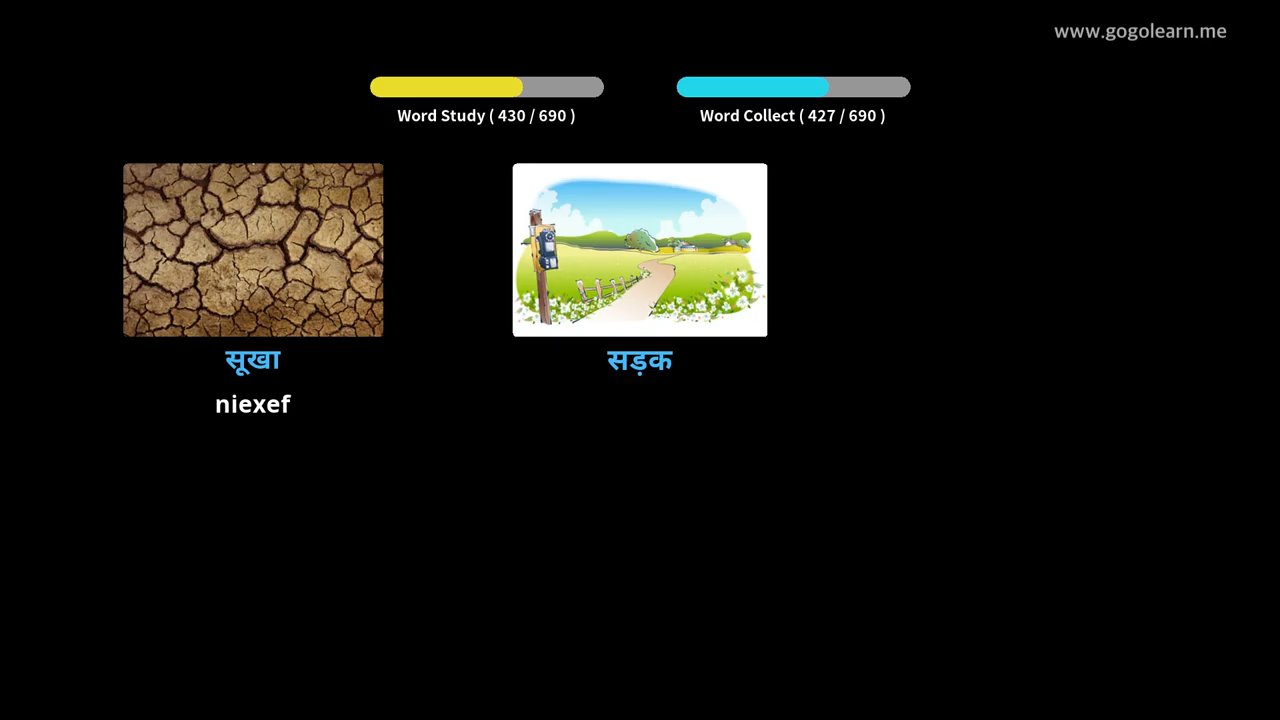 www.gogolearn.me
Word Study ( 430 / 690 )
Word Collect ( 427 / 690 )
सूखा
सड़क
niexef